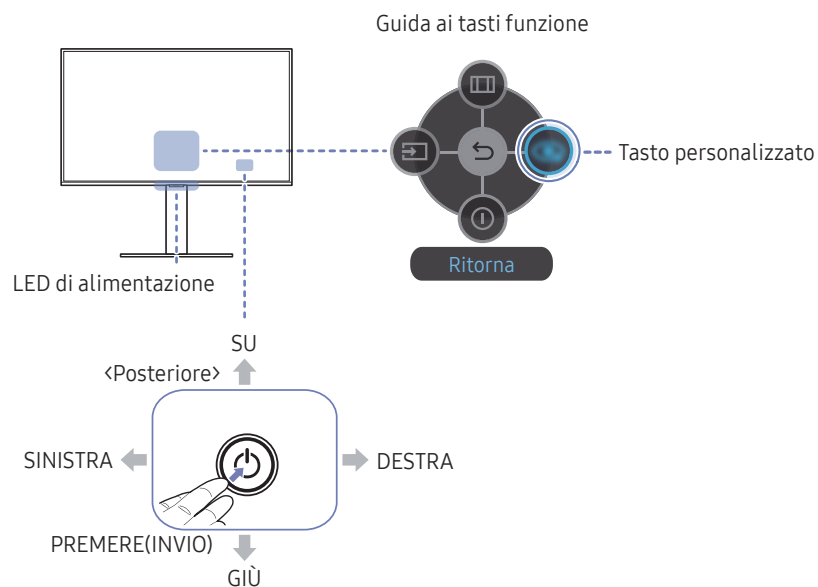 Guida ai tasti funzione
Tasto personalizzato
Ritorna
LED di alimentazione
SU
<Posteriore>
SINISTRA
DESTRA
PREMERE(INVIO)
GIÙ